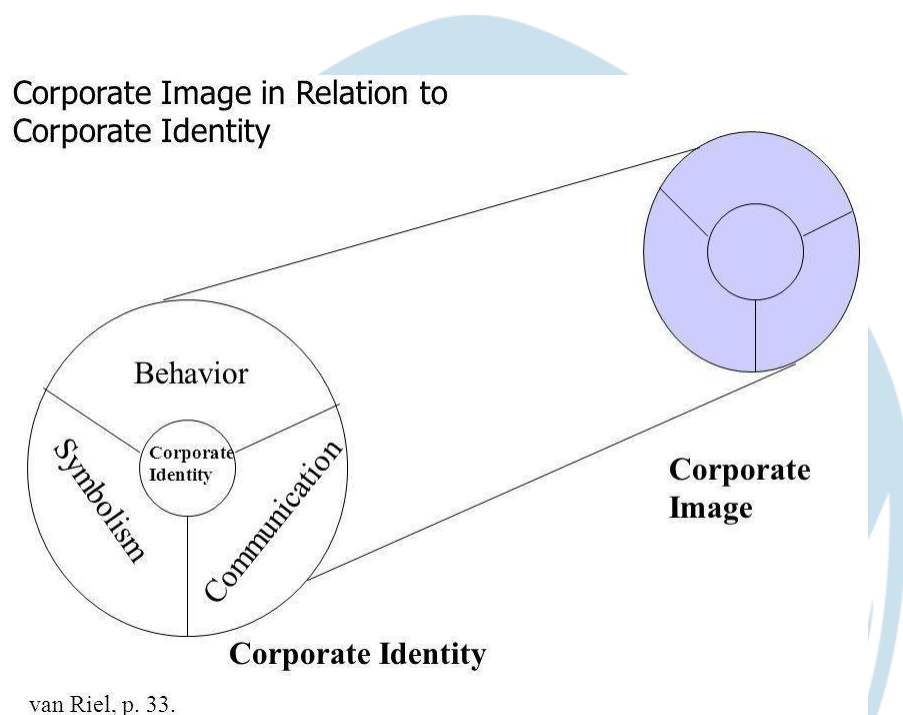 Corporate Image in Relation to
Corporate Identity
Behavior
Corporate
Identity
Symbolism
Communication
Corporate
Image
Corporate Identity
van Riel, p. 33.